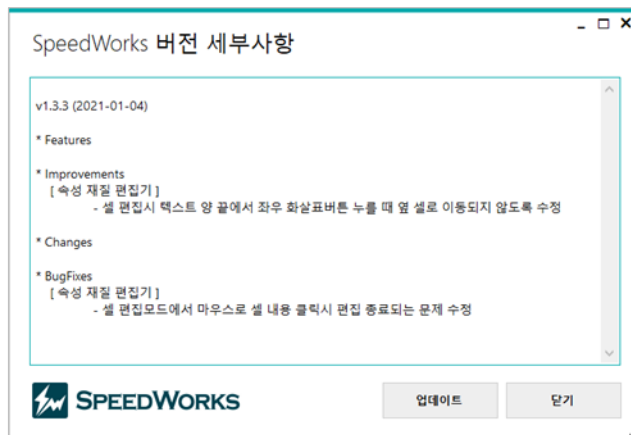 SpeedWorks 버전 세부사항
v1.3.3 (2021-01-04)
* Features
* Improvements
[ 속성 재질 편집기 ]
- 셀 편집시 텍스트 양 끝에서 좌우 화살표버튼 누를 때 옆 셀로 이동되지 않도록 수정
* Changes
* BugFixes
[ 속성 재질 편집기 ]
- 셀 편집모드에서 마우스로 셀 내용 클릭시 편집 종료되는 문제 수정
SPEEDWORKS
업데이트
닫기